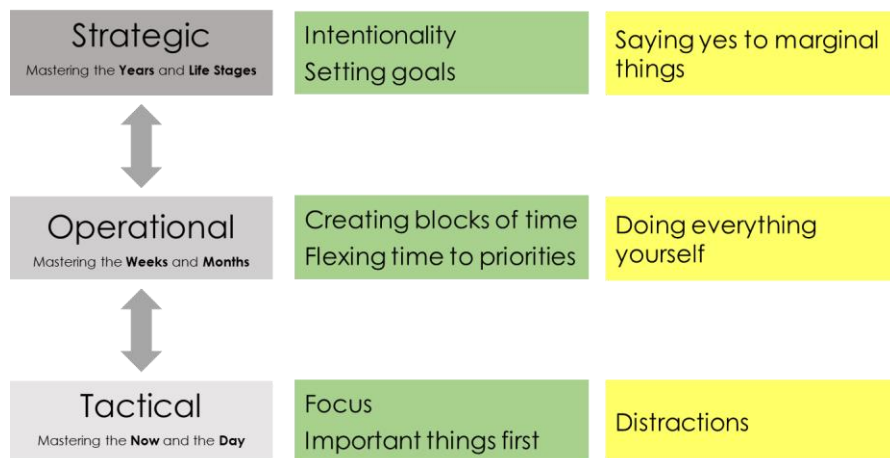 Strategic
Mastering the Years and Life Stages
Intentionality
Setting goals
Saying yes to marginal
things
Operational
Mastering the Weeks and Months
Creating blocks of time
Flexing time to priorities
Doing everything
yourself
Tactical
Mastering the Now and the Day
Focus
Important things first
Distractions